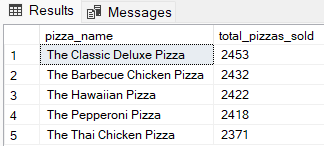 Results Messages
pizza_name total_pizzas_sold
1 The Classic Deluxe Pizza 2453
2 The Barbecue Chicken Pizza 2432
3 The Hawaiian Pizza 2422
4 The Pepperoni Pizza 2418
5 The Thai Chicken Pizza 2371